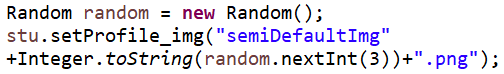 Random random = new Random();
stu.setProfile_img("semiDefaultImg"
+Integer.toString(random.nextInt(3))+".png");